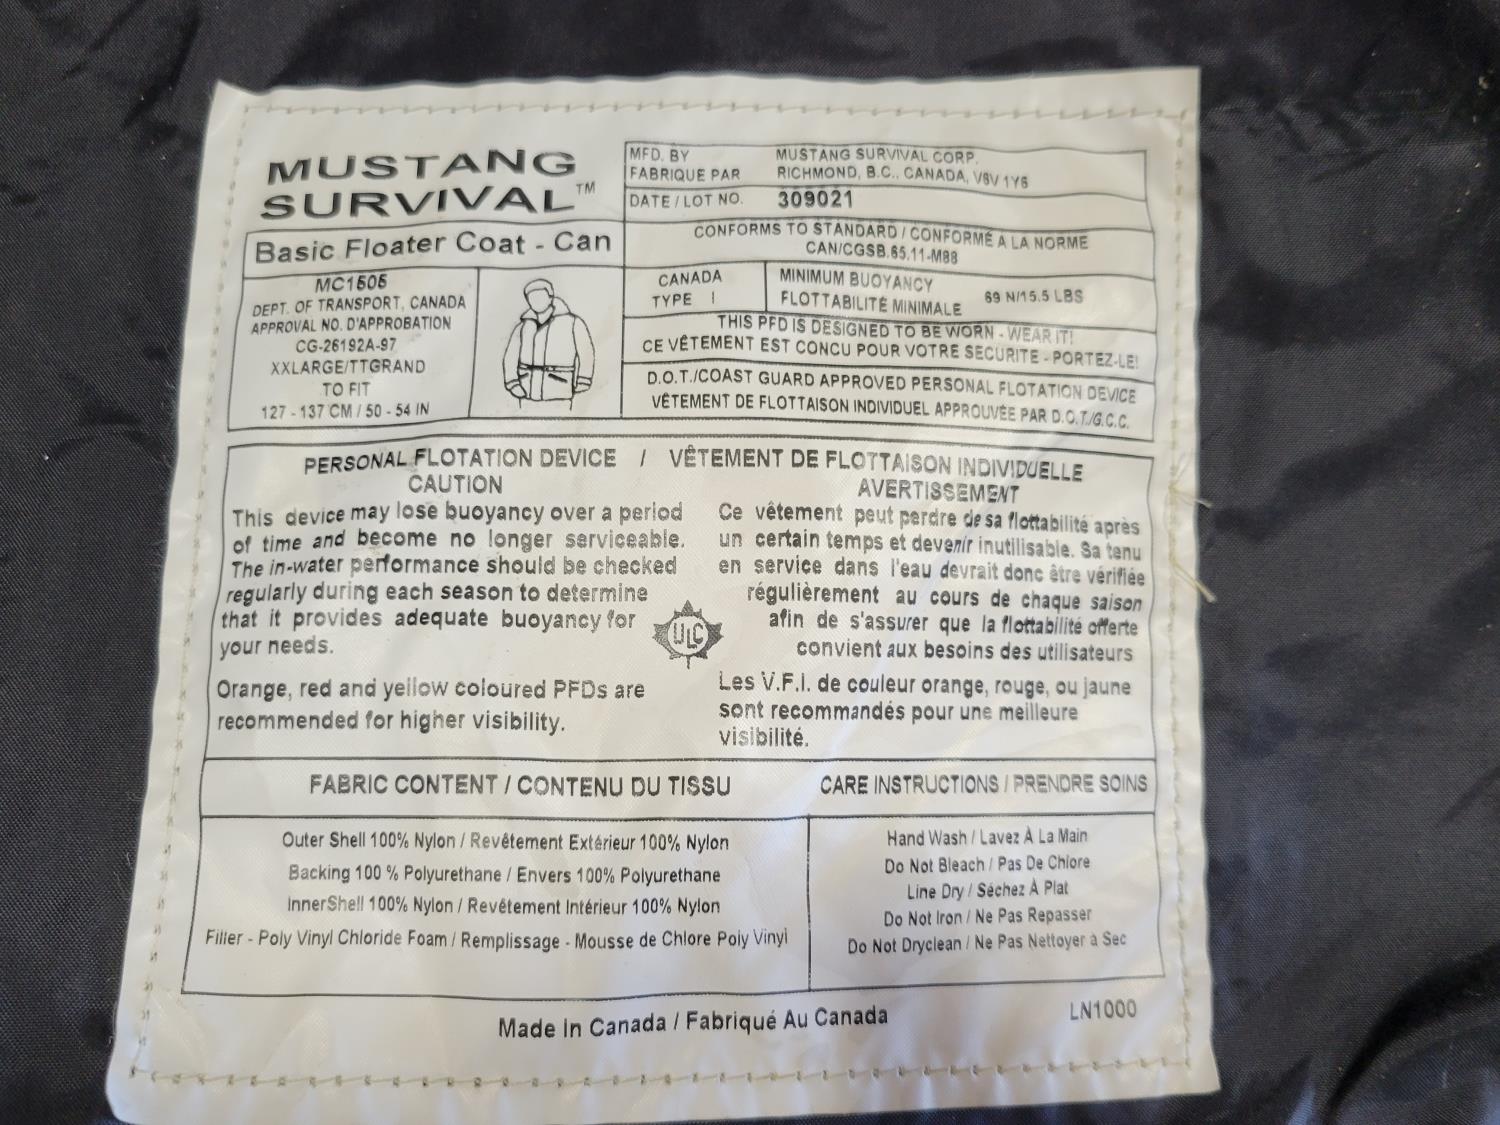 MUSTANG
SURVIVAL™
Basic Floater Coat - Can
MC1505
DEPT. OF TRANSPORT, CANADA
APPROVAL NO. D'APPROBATION
CG-26192A-97
XXLARGE/TTGRAND
TO FIT
127 - 137 CM / 50 - 54 IN
MFD. BY MUSTANG SURVIVAL CORP.
FABRIQUE PAR RICHMOND, B.C., CANADA, V6V 1Y6
DATE / LOT NO. 309021
CONFORMS TO STANDARD / CONFORMÉ A LA NORME
CAN/CGSB.65.11-M88
CANADA
TYPE I
MINIMUM BUOYANCY
FLOTTABILITÉ MINIMALE 69 N/15.5 LBS
THIS PFD IS DESIGNED TO BE WORN - WEAR IT!
CE VÊTEMENT EST CONCU POUR VOTRE SECURITE - PORTEZ-LE!
D.O.T./COAST GUARD APPROVED PERSONAL FLOTATION DEVICE
VÊTEMENT DE FLOTTAISON INDIVIDUEL APPROUVÉE PAR D.O.T./G.C.C.
PERSONAL FLOTATION DEVICE / VÊTEMENT DE FLOTTAISON INDIVIDUELLE
CAUTION
This device may lose buoyancy over a period
of time and become no longer serviceable.
The in-water performance should be checked
regularly during each season to determine
that it provides adequate buoyancy for
your needs.
Orange, red and yellow coloured PFDs are
recommended for higher visibility.
ULC
AVERTISSEMENT
Ce vêtement peut perdre de sa flottabilité après
un certain temps et devenir inutilisable. Sa tenu
en service dans l'eau devrait donc être vérifiée
régulièrement au cours de chaque saison
afin de s'assurer que la flottabilité offerte
convient aux besoins des utilisateurs
Les V.F.I. de couleur orange, rouge, ou jaune
sont recommandés pour une meilleure
visibilité.
FABRIC CONTENT / CONTENU DU TISSU
Outer Shell 100% Nylon / Revêtement Extérieur 100% Nylon
Backing 100 % Polyurethane / Envers 100% Polyurethane
InnerShell 100% Nylon / Revêtement Intérieur 100% Nylon
Filler - Poly Vinyl Chloride Foam / Remplissage - Mousse de Chlore Poly Vinyl
CARE INSTRUCTIONS / PRENDRE SOINS
Hand Wash / Lavez À La Main
Do Not Bleach / Pas De Chlore
Line Dry / Séchez À Plat
Do Not Iron / Ne Pas Repasser
Do Not Dryclean / Ne Pas Nettoyer à Sec
Made In Canada / Fabriqué Au Canada
LN1000